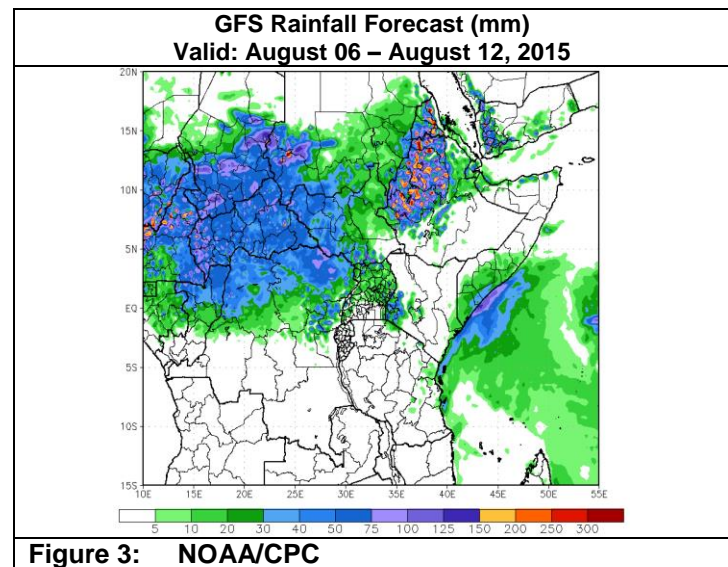 GFS Rainfall Forecast (mm)
Valid: August 06 – August 12, 2015
20N
15N
10N
5N
EQ
5S
10S
15S
10E 15E 20E 25E 30E 35E 40E 45E 50E 55E
5 10 20 30 40 50 75 100 125 150 200 250 300
Figure 3: NOAA/CPC